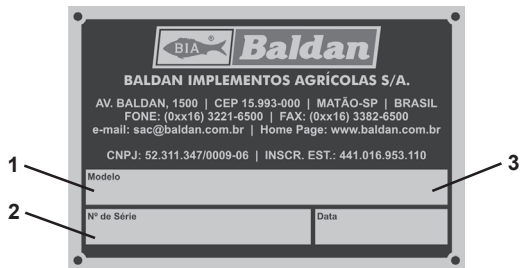 BIA ® Baldan
BALDAN IMPLEMENTOS AGRÍCOLAS S/A.
AV. BALDAN, 1500 | CEP 15.993-000 | MATÃO-SP | BRASIL
FONE: (0xx16) 3221-6500 | FAX: (0xx16) 3382-6500
e-mail: sac@baldan.com.br | Home Page: www.baldan.com.br
CNPJ: 52.311.347/0009-06 | INSCR. EST.: 441.016.953.110
1
3
Modelo
2
Nº de Série
Data